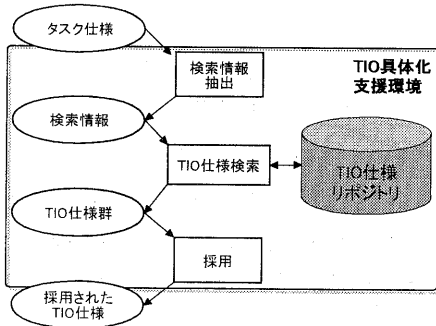 タスク仕様
検索情報
抽出
TIO具体化
支援環境
検索情報
TIO仕様検索
TIO仕様
リポジトリ
TIO仕様群
採用
採用された
TIO仕様